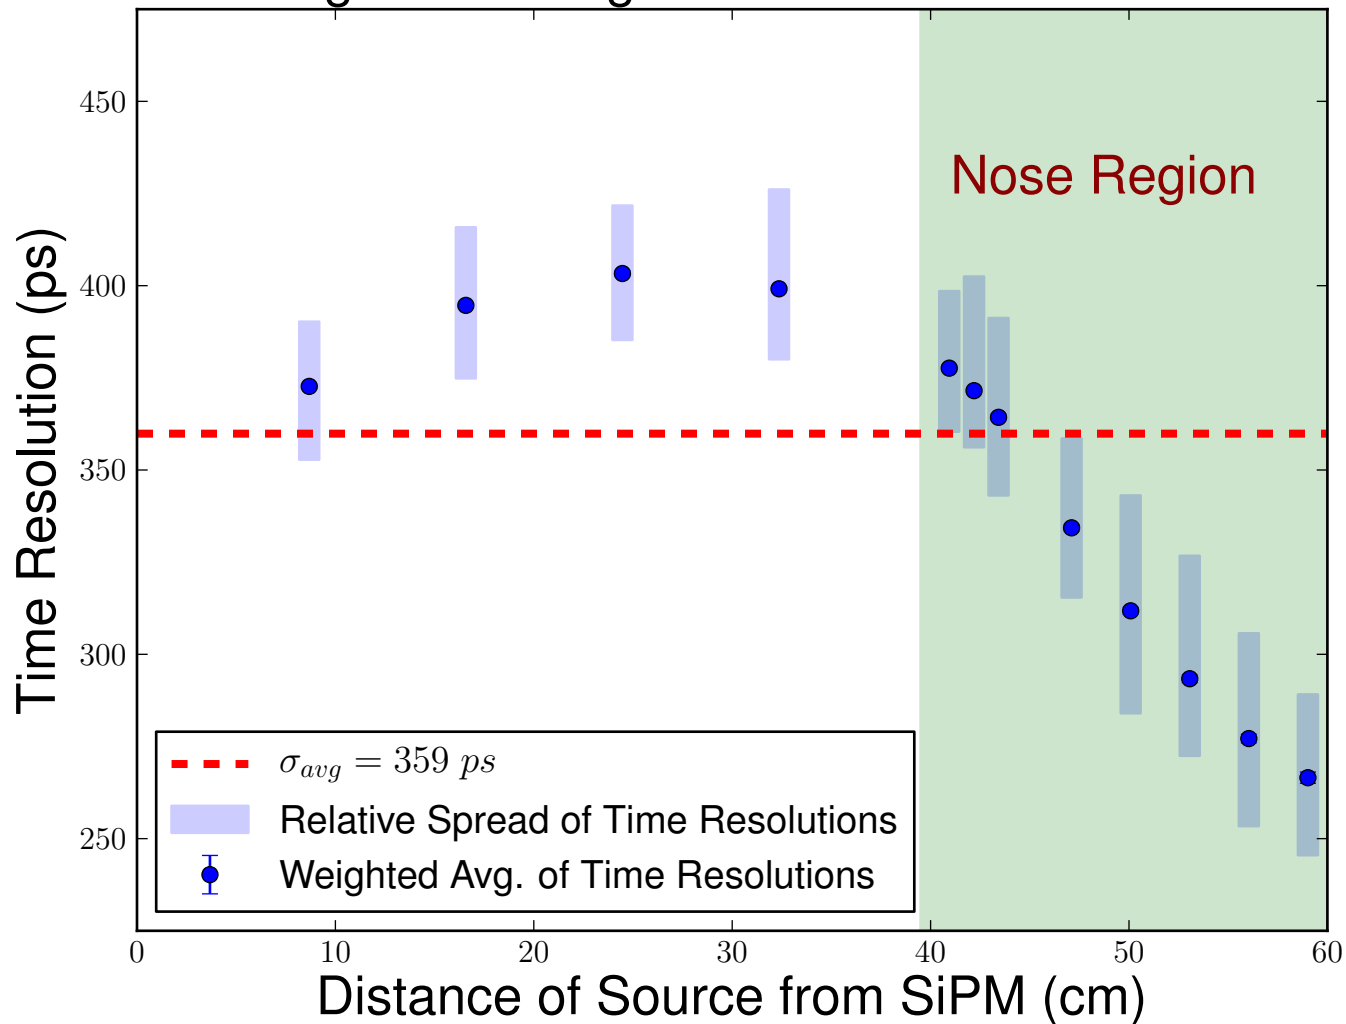 450
400
350
300
250
Time Resolution (ps)
Nose Region
σavg = 359 ps
Relative Spread of Time Resolutions
Weighted Avg. of Time Resolutions
0 10 20 30 40 50 60
Distance of Source from SiPM (cm)